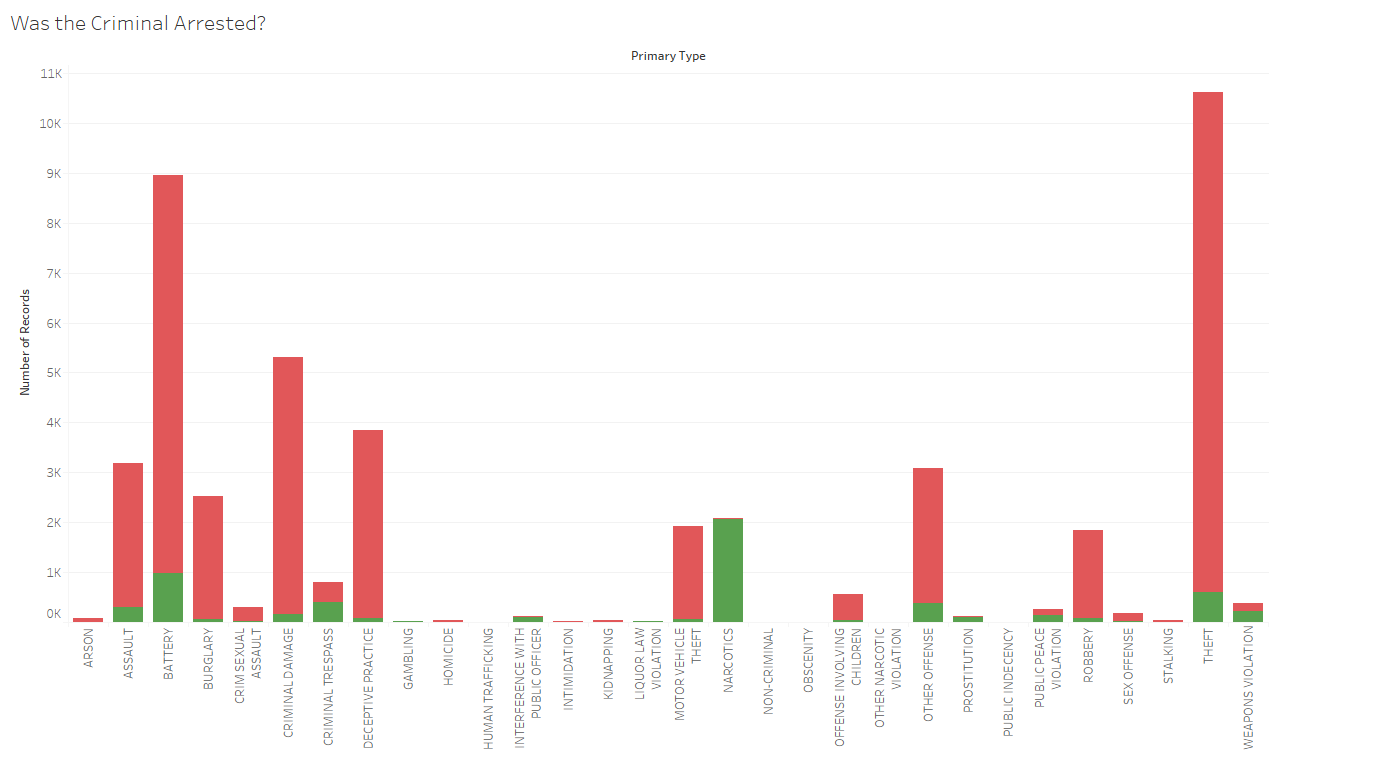 Was the Criminal Arrested?
Primary Type
11K
10K
9K
8K
7K
6K
5K
4K
3K
2K
1K
0K
Number of Records
ARSON
ASSAULT
BATTERY
BURGLARY
CRIM SEXUAL
ASSAULT
CRIMINAL DAMAGE
CRIMINAL TRESPASS
DECEPTIVE PRACTICE
GAMBLING
HOMICIDE
HUMAN TRAFFICKING
INTERFERENCE WITH
PUBLIC OFFICER
INTIMIDATION
KIDNAPPING
LIQUOR LAW
VIOLATION
MOTOR VEHICLE
THEFT
NARCOTICS
NON-CRIMINAL
OBSCENITY
OFFENSE INVOLVING
CHILDREN
OTHER NARCOTIC
VIOLATION
OTHER OFFENSE
PROSTITUTION
PUBLIC INDECENCY
PUBLIC PEACE
VIOLATION
ROBBERY
SEX OFFENSE
STALKING
THEFT
WEAPONS VIOLATION